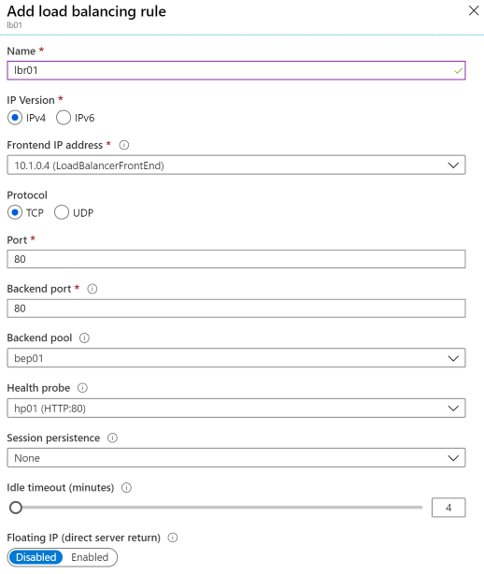 Add load balancing rule
lb01
Name *
lbr01
IP Version *
IPv4 IPv6
Frontend IP address *
10.1.0.4 (LoadBalancerFrontEnd)
Protocol
TCP UDP
Port *
80
Backend port *
80
Backend pool
bep01
Health probe
hp01 (HTTP:80)
Session persistence
None
Idle timeout (minutes)
4
Floating IP (direct server return)
Disabled Enabled